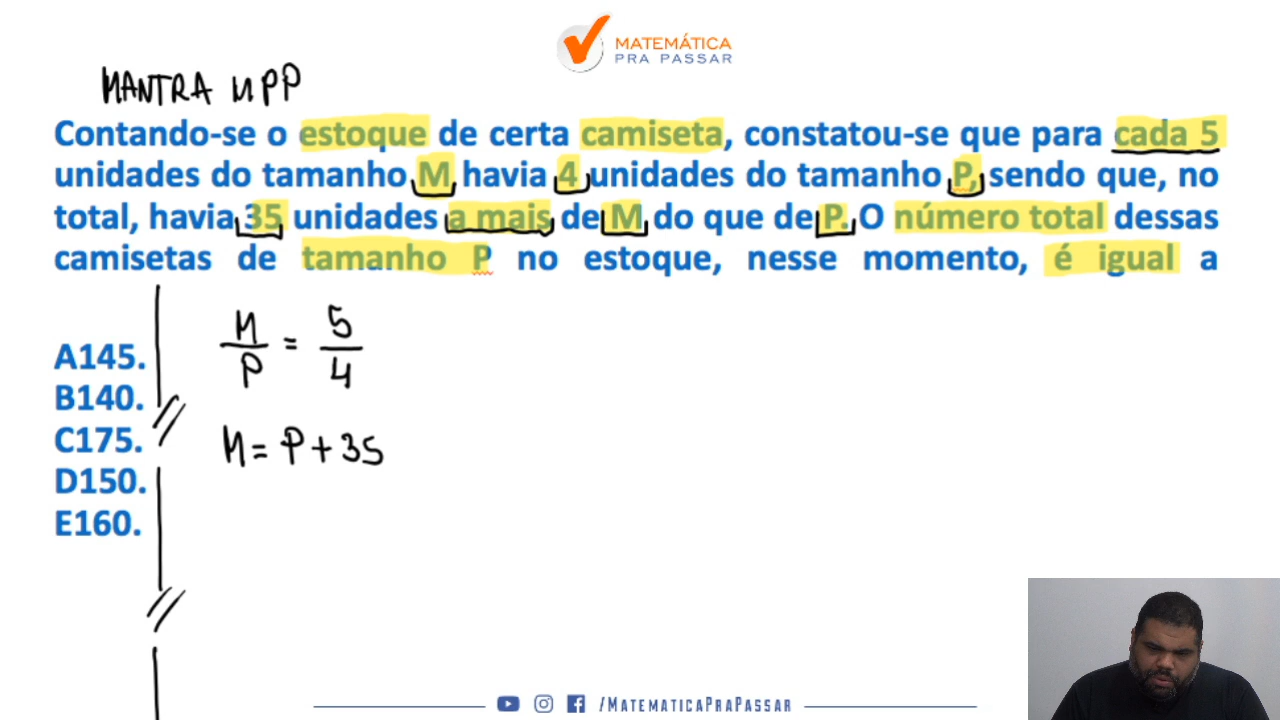 MATEMÁTICA
PRA PASSAR
MANTRA MPP
Contando-se o estoque de certa camiseta, constatou-se que para cada 5
unidades do tamanho M havia 4 unidades do tamanho P, sendo que, no
total, havia 35 unidades a mais de M do que de P. O número total dessas
camisetas de tamanho P no estoque, nesse momento, é igual a
M/P = 5/4
A145.
B140.
C175.
M = P + 35
D150.
E160.
/MATEMATICAPRAPASSAR